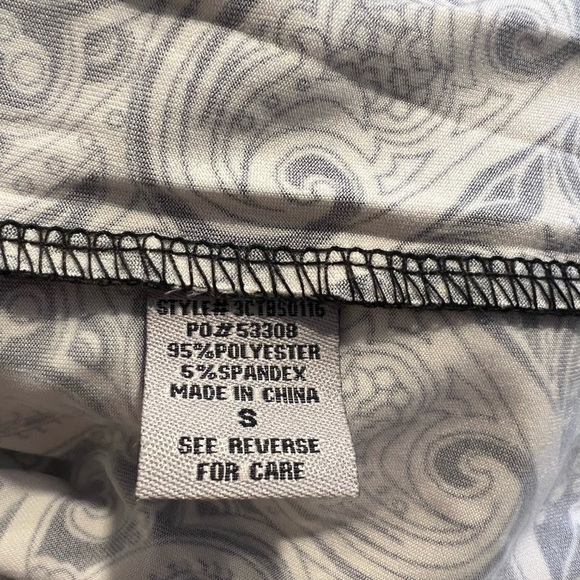 STYLE# 3CTBS0116
PO.# 53308
95%POLYESTER
5%SPANDEX
MADE IN CHINA
S
SEE REVERSE
FOR CARE